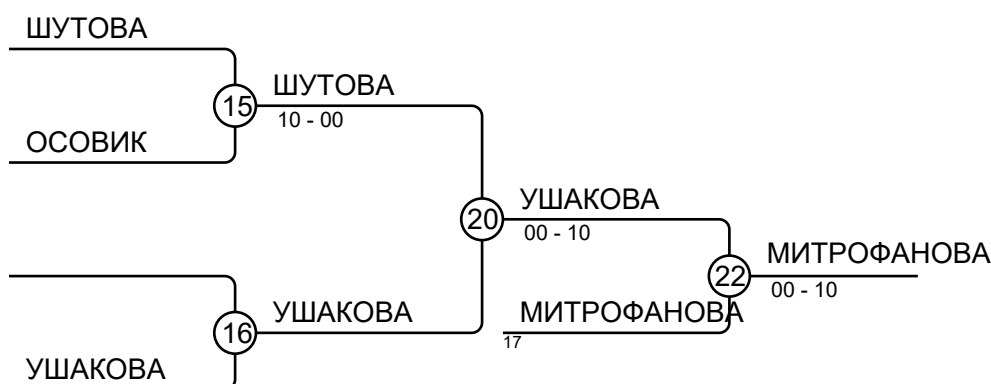 ШУТОВА
15
ШУТОВА
10 - 00
ОСОВИК
20
УШАКОВА
00 - 10
22
МИТРОФАНОВА
00 - 10
16
УШАКОВА
МИТРОФАНОВА
17
УШАКОВА